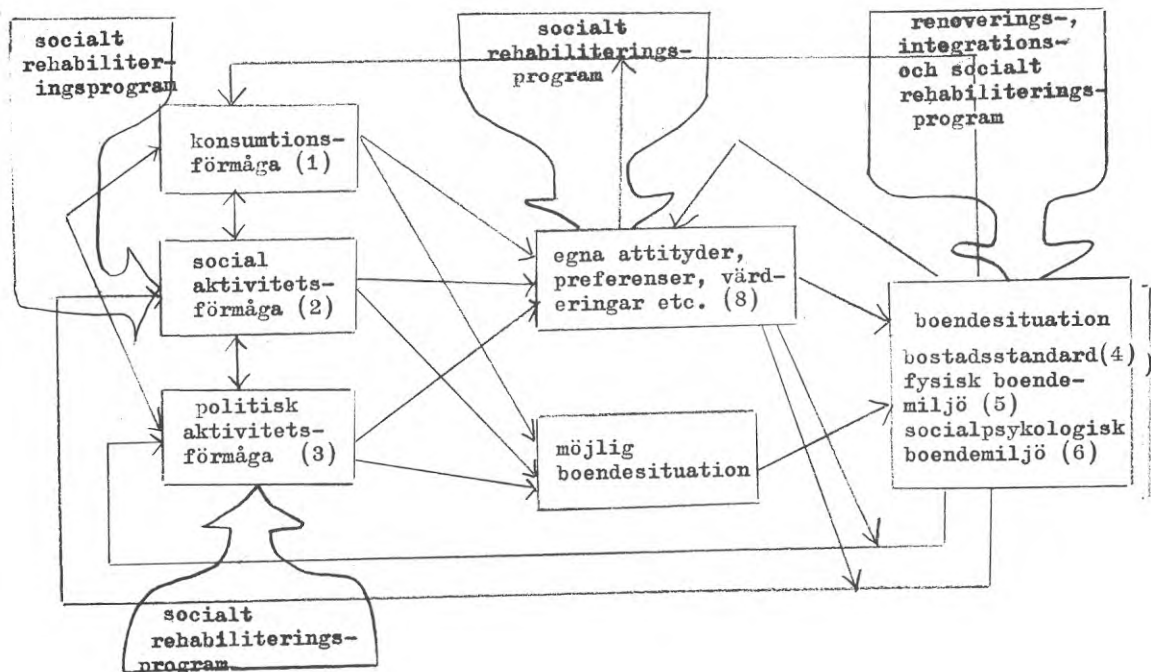 socialt
rehabiliter-
ingsprogram
socialt
rehabiliterings-
program
renoverings-,
integrations-
och socialt
rehabiliterings-
program
konsumtions-
förmåga (1)
social
aktivitets-
förmåga (2)
politisk
aktivitets-
förmåga (3)
egna attityder,
preferenser, värd-
eringar etc. (8)
möjlig
boendesituation
boendesituation
bostadsstandard(4)
fysisk boende-
miljö (5)
socialpsykologisk
boendemiljö (6)
)
socialt
rehabiliterings-
program